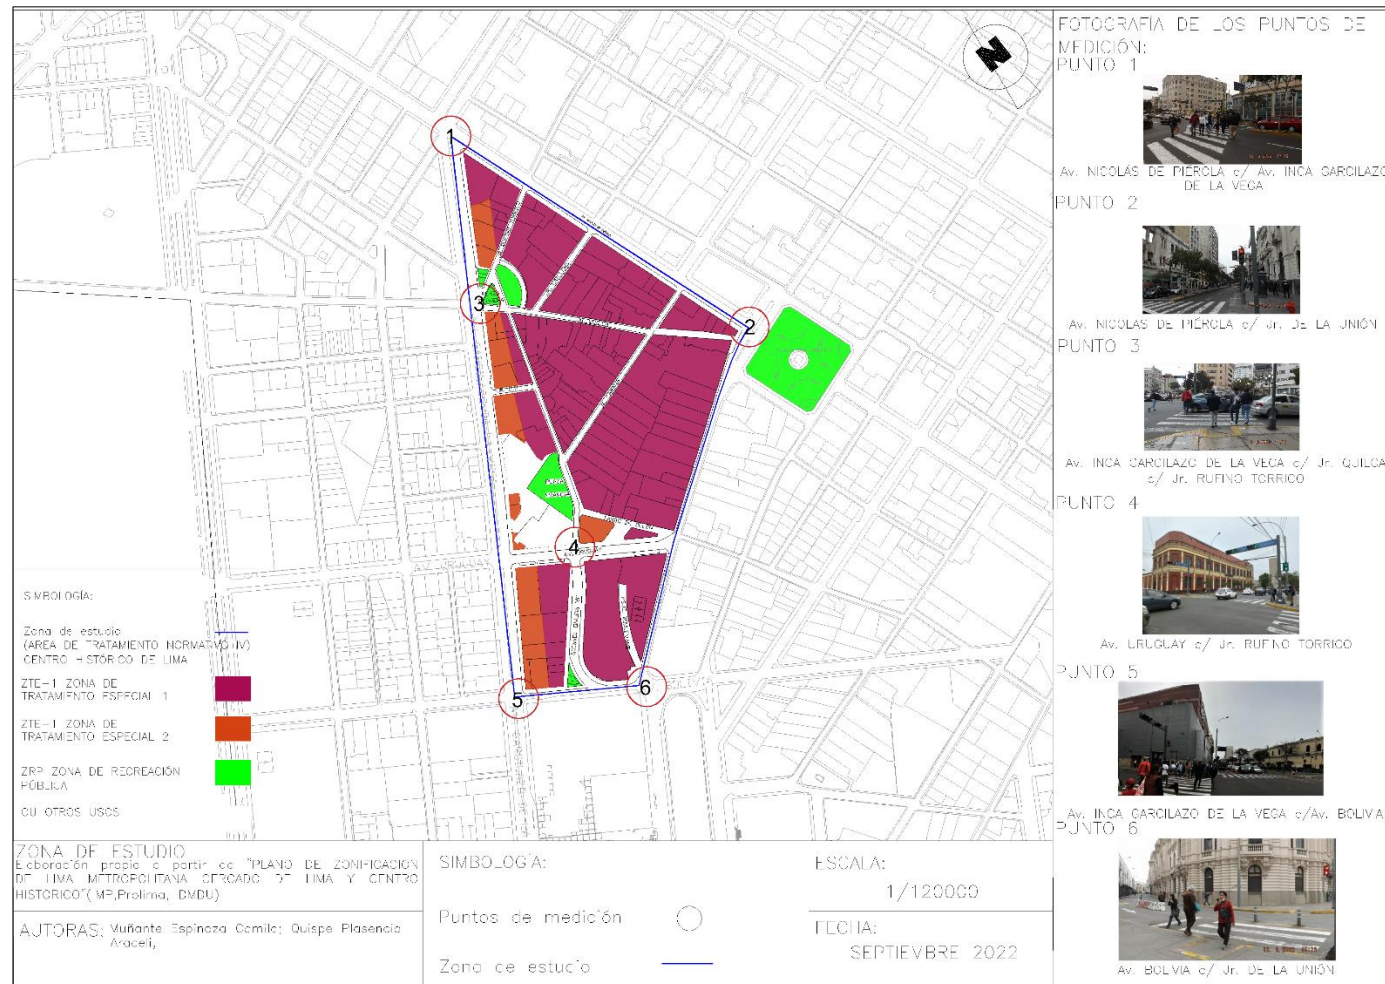 FOTOGRAFÍA DE LOS PUNTOS DE
MEDICIÓN:
PUNTO 1
Av. NICOLÁS DE PIÉROLA c/ Av. INCA GARCILAZO
DE LA VEGA
PUNTO 2
Av. NICOLÁS DE PIÉROLA c/ Jr. DE LA UNIÓN
PUNTO 3
Av. INCA GARCILAZO DE LA VEGA c/ Jr. QUILCA
c/ Jr. RUFINO TORRICO
PUNTO 4
Av. URUGUAY c/ Jr. RUFINO TORRICO
PUNTO 5
Av. INCA GARCILAZO DE LA VEGA c/Av. BOLIVIA
PUNTO 6
Av. BOLIVIA c/ Jr. DE LA UNIÓN
N
1
2
3
4
5
6
SIMBOLOGÍA:
Zona de estudio
(AREA DE TRATAMIENTO NORMATIVO IV)
CENTRO HISTÓRICO DE LIMA
ZTE-1 ZONA DE
TRATAMIENTO ESPECIAL 1
ZTE-1 ZONA DE
TRATAMIENTO ESPECIAL 2
ZRP ZONA DE RECREACIÓN
PÚBLICA
OU OTROS USOS
ZONA DE ESTUDIO
Elaboración propia a partir de "PLANO DE ZONIFICACION
DE LIMA METROPOLITANA CERCADO DE LIMA Y CENTRO
HISTORICO"( MP,Prolima, DMDU)
AUTORAS: Muñante Espinoza Camila; Quispe Plasencia
Araceli,
SIMBOLOGÍA:
Puntos de medición
Zona de estudio
ESCALA:
1/120000
FECHA:
SEPTIEMBRE 2022